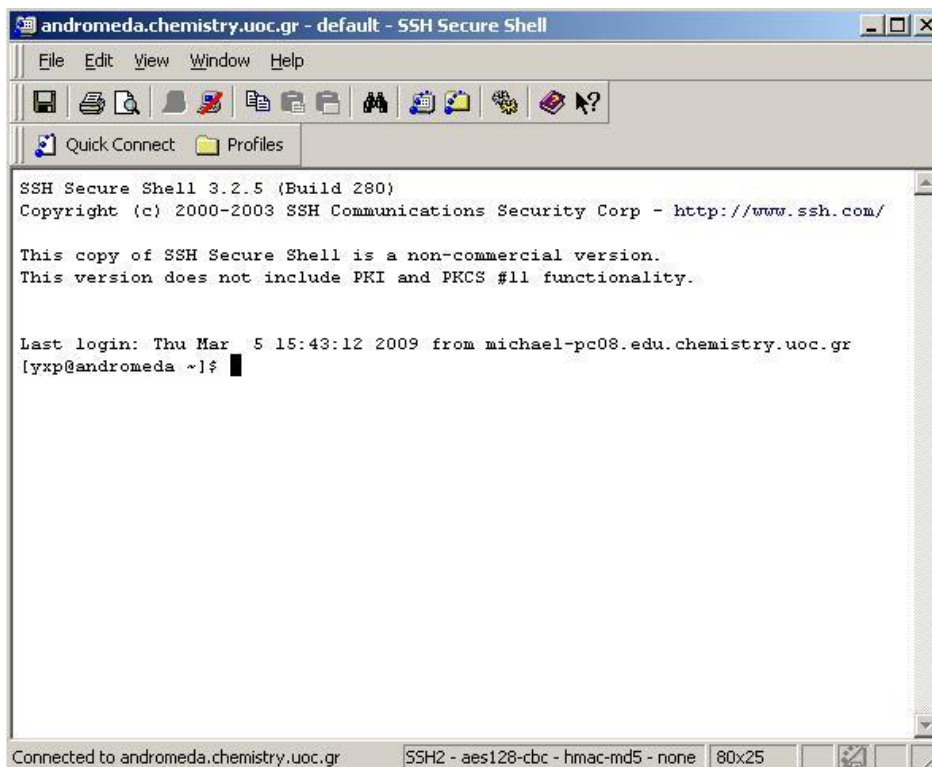 andromeda.chemistry.uoc.gr - default - SSH Secure Shell
File Edit View Window Help
Quick Connect Profiles
SSH Secure Shell 3.2.5 (Build 280)
Copyright (c) 2000-2003 SSH Communications Security Corp - http://www.ssh.com/
This copy of SSH Secure Shell is a non-commercial version.
This version does not include PKI and PKCS #11 functionality.
Last login: Thu Mar  5 15:43:12 2009 from michael-pc08.edu.chemistry.uoc.gr
[yxp@andromeda ~]$
Connected to andromeda.chemistry.uoc.gr SSH2 - aes128-cbc - hmac-md5 - none 80x25